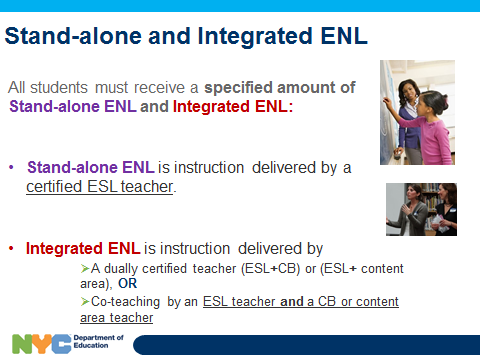 Stand-alone and Integrated ENL
All students must receive a specified amount of
Stand-alone ENL and Integrated ENL:
• Stand-alone ENL is instruction delivered by a
certified ESL teacher.
• Integrated ENL is instruction delivered by
➢A dually certified teacher (ESL+CB) or (ESL+ content
area), OR
➢Co-teaching by an ESL teacher and a CB or content
area teacher
NYC Department of
Education